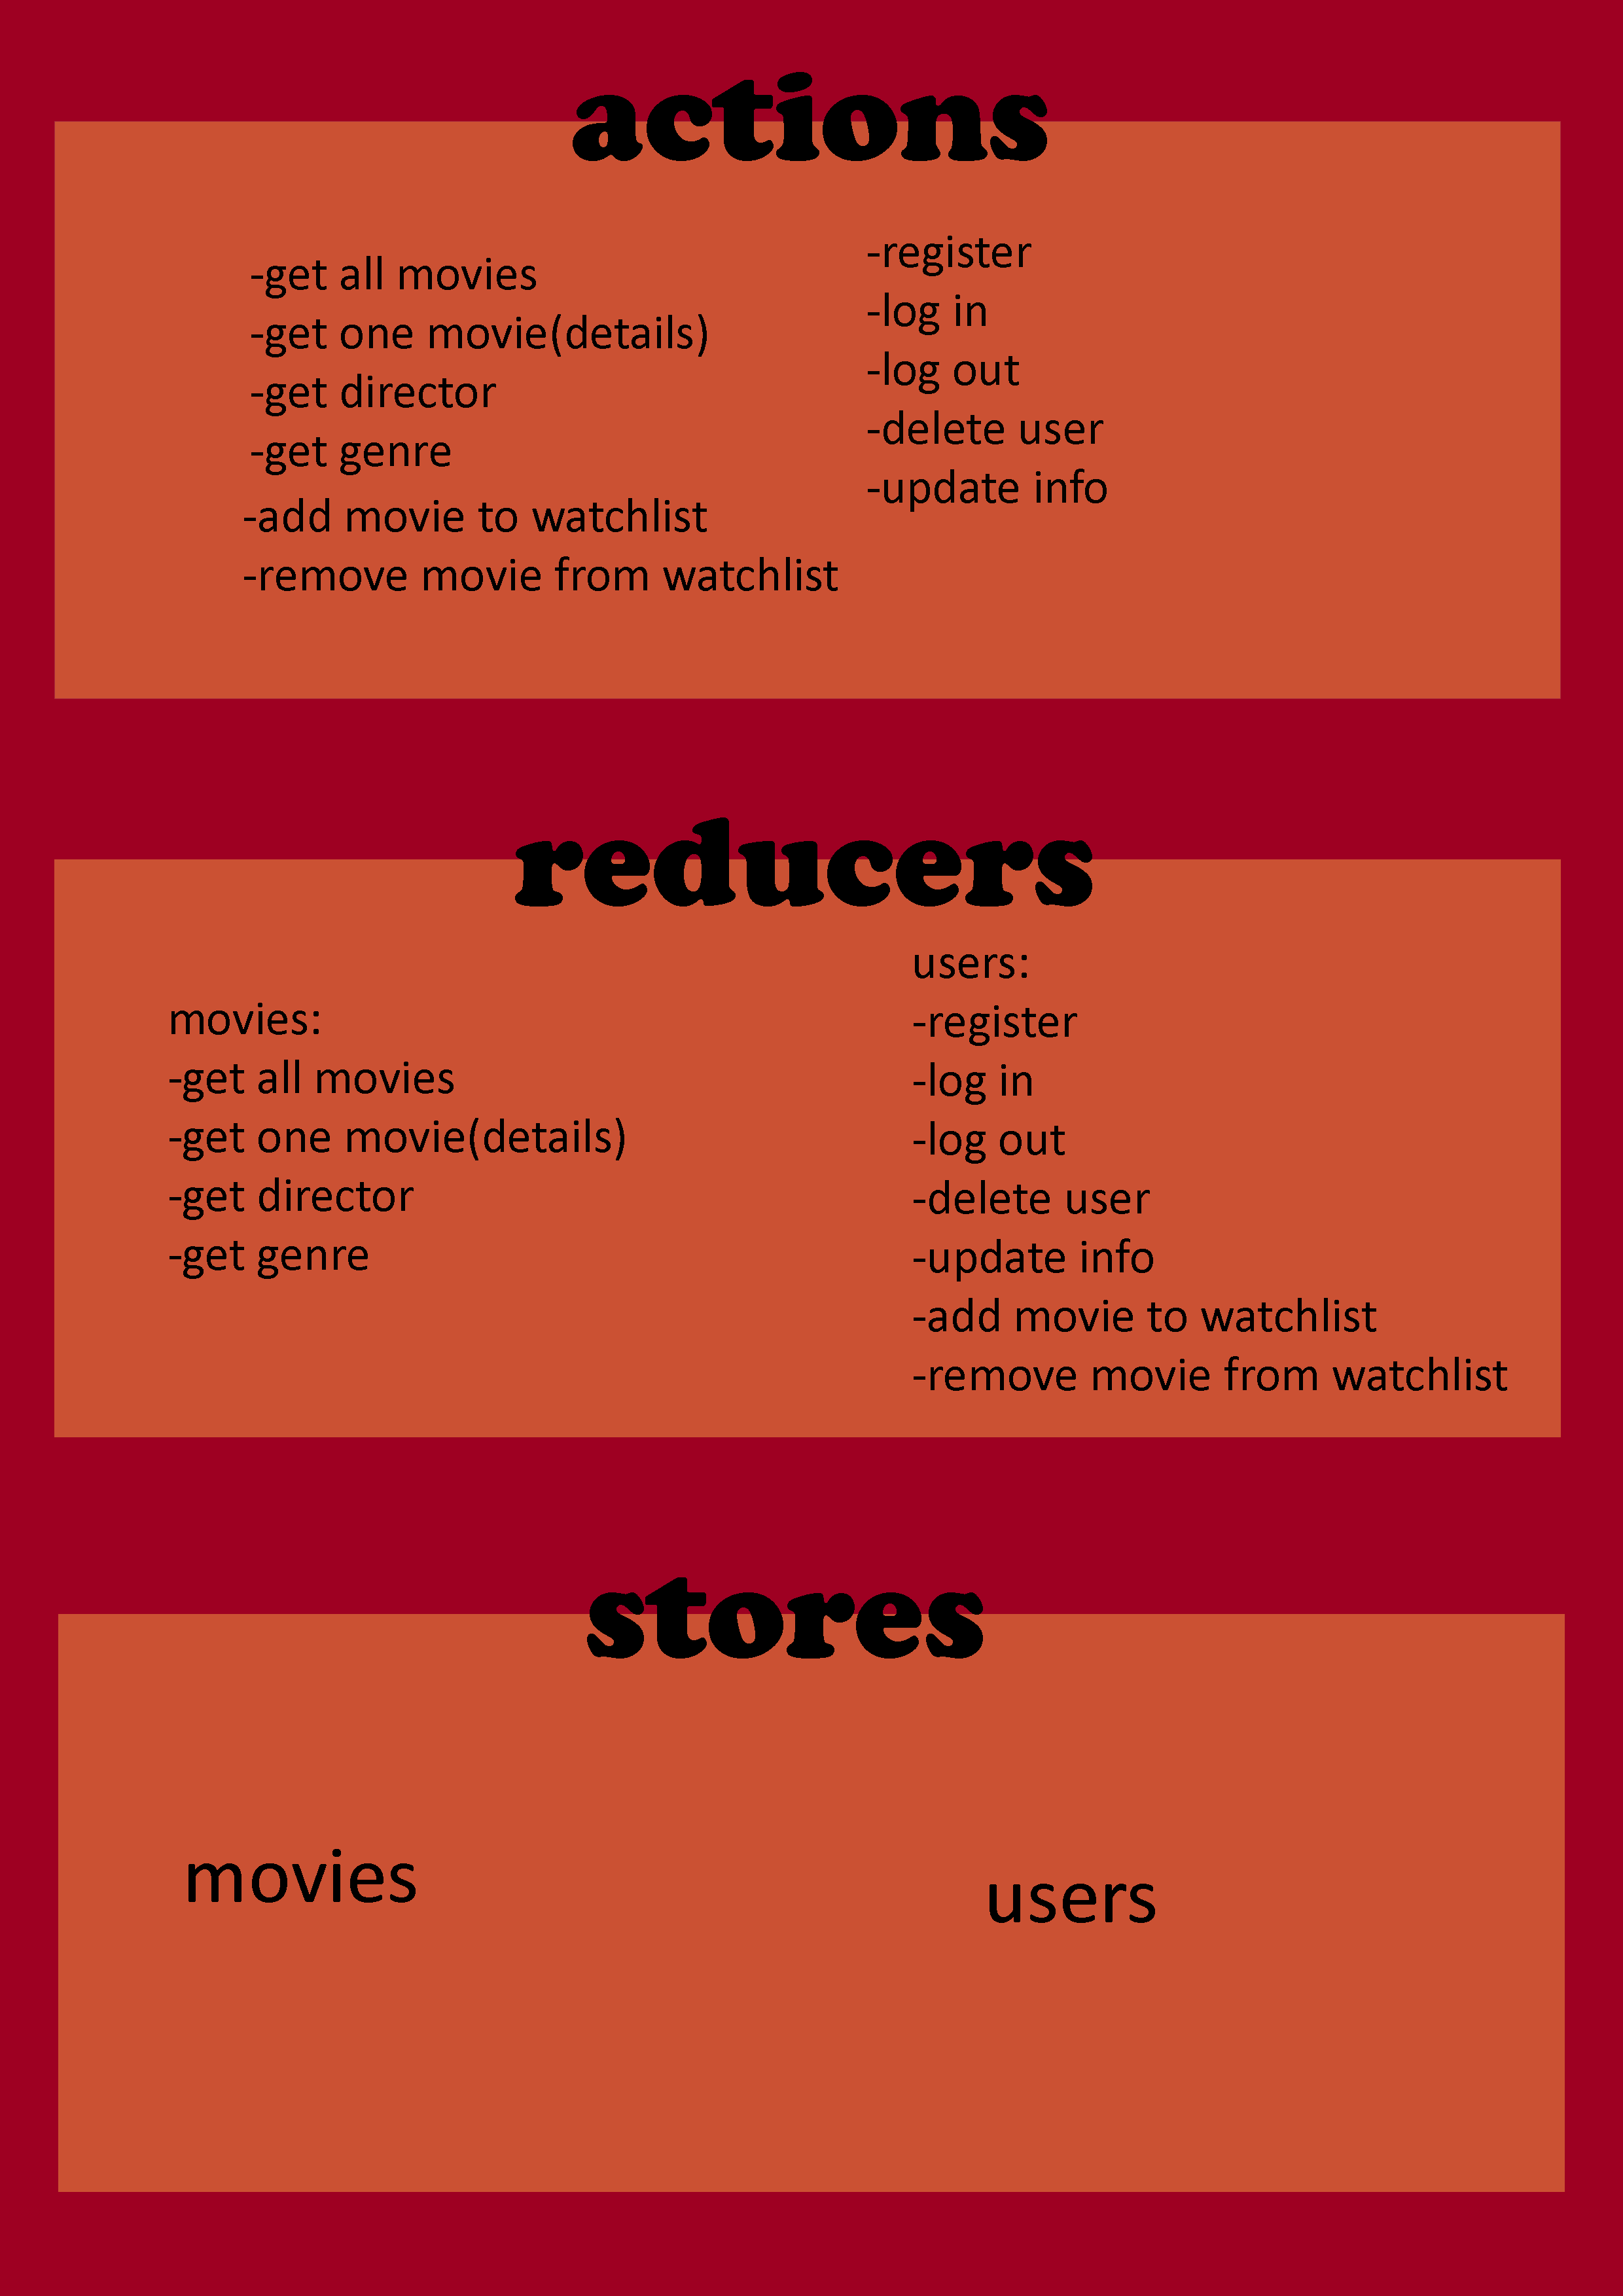 actions
-get all movies
-get one movie(details)
-get director
-get genre
-add movie to watchlist
-remove movie from watchlist
-register
-log in
-log out
-delete user
-update info
reducers
movies:
-get all movies
-get one movie(details)
-get director
-get genre
users:
-register
-log in
-log out
-delete user
-update info
-add movie to watchlist
-remove movie from watchlist
stores
movies
users